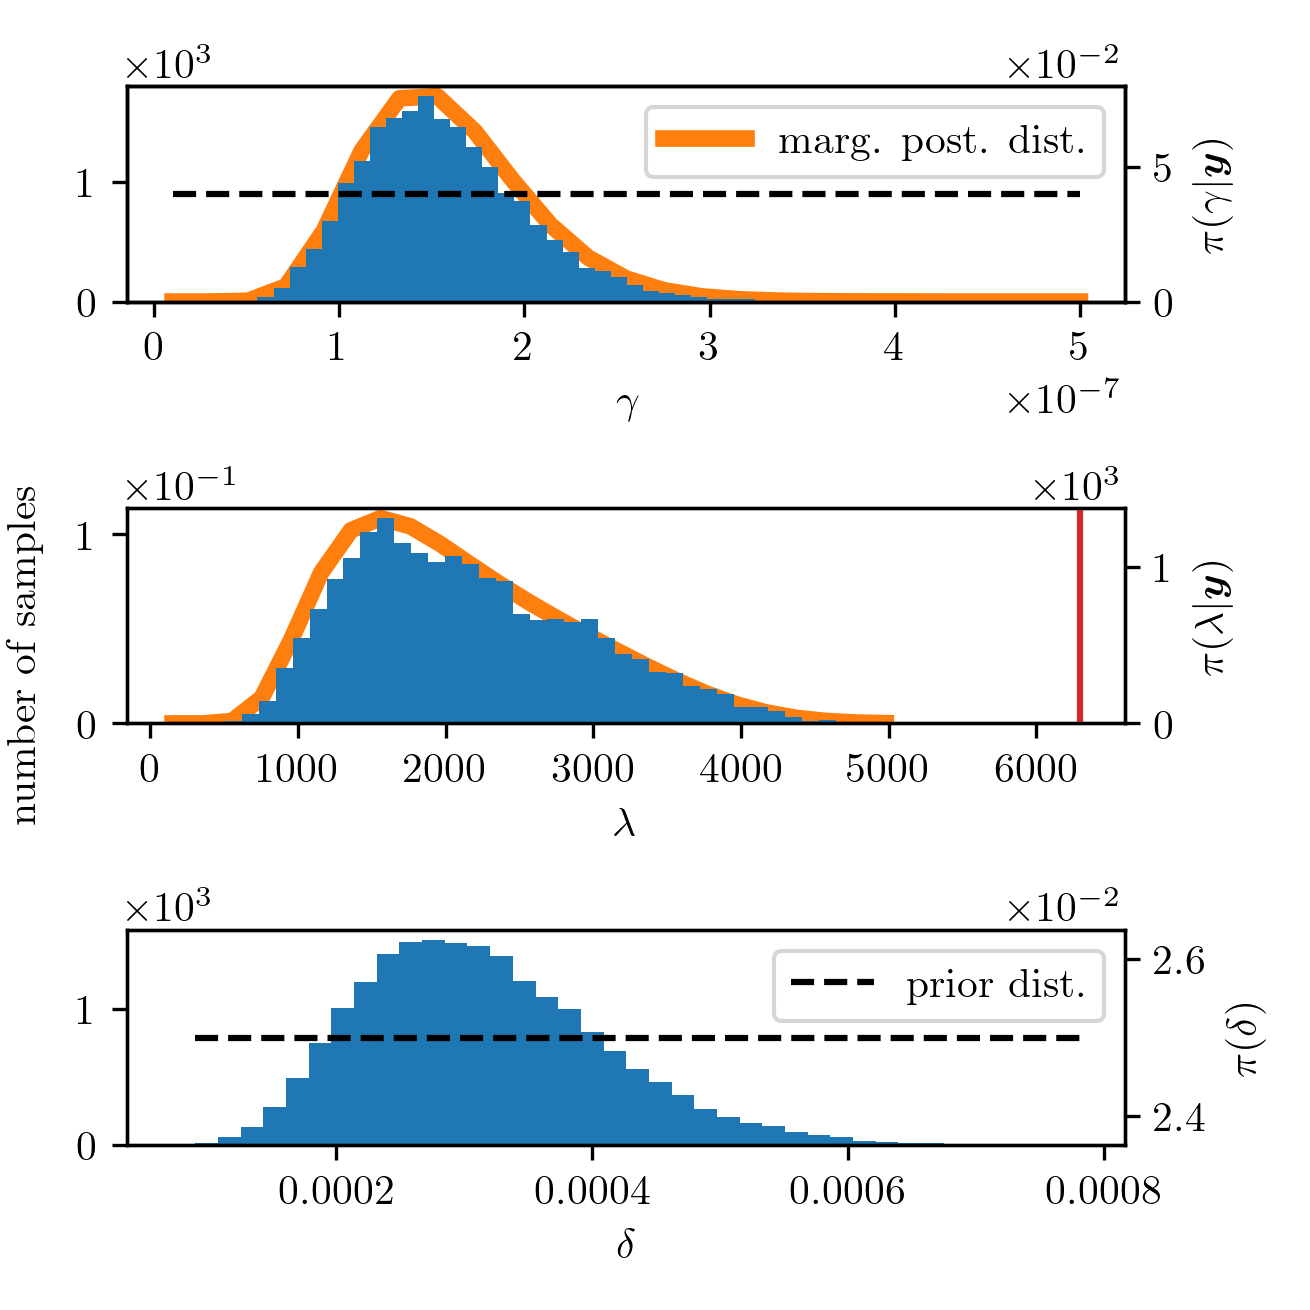 ×10³ ×10⁻²
marg. post. dist.
1 5
0 0
π(γ|y)
0 1 2 3 4 5
γ ×10⁻⁷
×10⁻¹ ×10³
1 1
0 0
number of samples
π(λ|y)
0 1000 2000 3000 4000 5000 6000
λ
×10³ ×10⁻²
prior dist.
2.6
1
2.4
0
π(δ)
0.0002 0.0004 0.0006 0.0008
δ